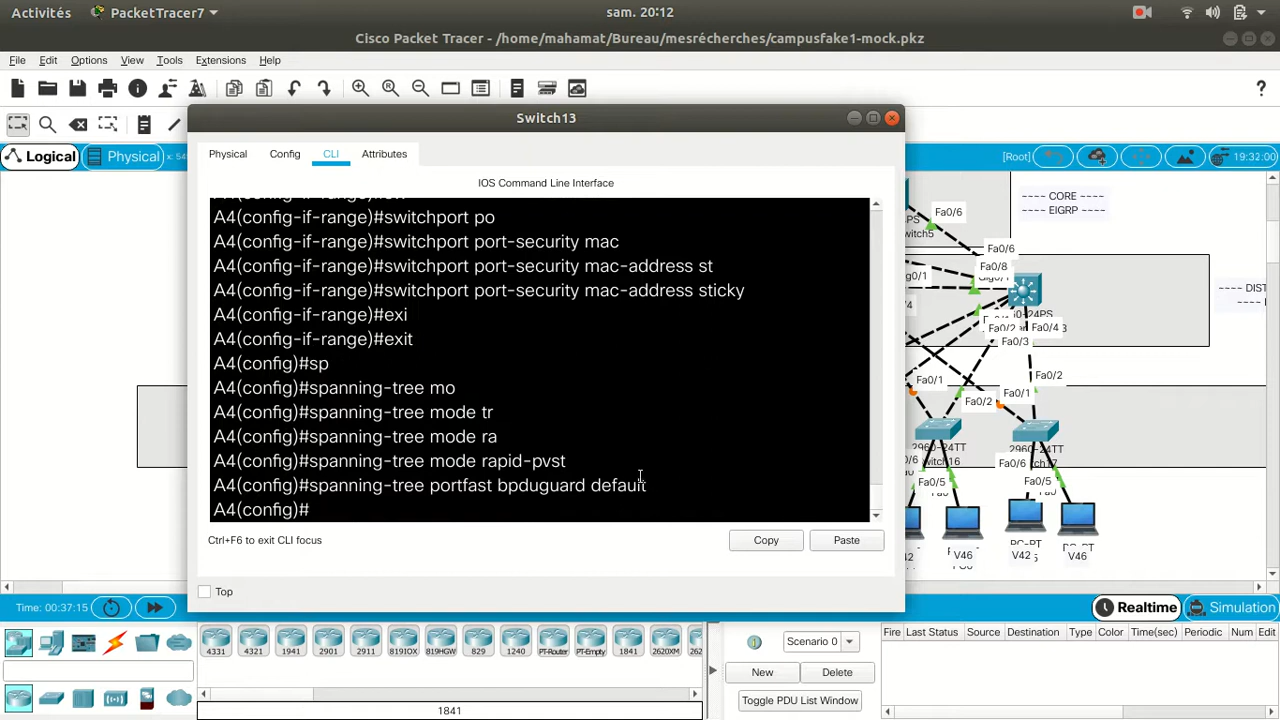 Activités
PacketTracer7
sam. 20:12
Cisco Packet Tracer - /home/mahamat/Bureau/mesrécherches/campusfake1-mock.pkz
File Edit Options View Tools Extensions Help
Switch13
Logical
Physical
[Root]
19:32:00
Physical Config CLI Attributes
IOS Command Line Interface
A4(config-if-range)#switchport po
A4(config-if-range)#switchport port-security mac
A4(config-if-range)#switchport port-security mac-address st
A4(config-if-range)#switchport port-security mac-address sticky
A4(config-if-range)#exi
A4(config-if-range)#exit
A4(config)#sp
A4(config)#spanning-tree mo
A4(config)#spanning-tree mode tr
A4(config)#spanning-tree mode ra
A4(config)#spanning-tree mode rapid-pvst
A4(config)#spanning-tree portfast bpduguard default
A4(config)#
Ctrl+F6 to exit CLI focus
Copy
Paste
Top
---- CORE ----
---- EIGRP ----
Fa0/6
Fa0/6
Fa0/8
Fa0/4
Fa0/3
Fa0/2
Fa0/1
Fa0/1
Fa0/2
2960-24TT
Fa0/6
Fa0/6
Fa0/5
Fa0/5
V46
V42
V46
Time: 00:37:15
Realtime
Simulation
4331 4321 1941 2901 2911 819IOX 819HGW 829 1240 PT-Router PT-Empty 1841 2620XM
1841
Scenario 0
New
Delete
Toggle PDU List Window
Fire Last Status Source Destination Type Color Time(sec) Periodic Num Edit